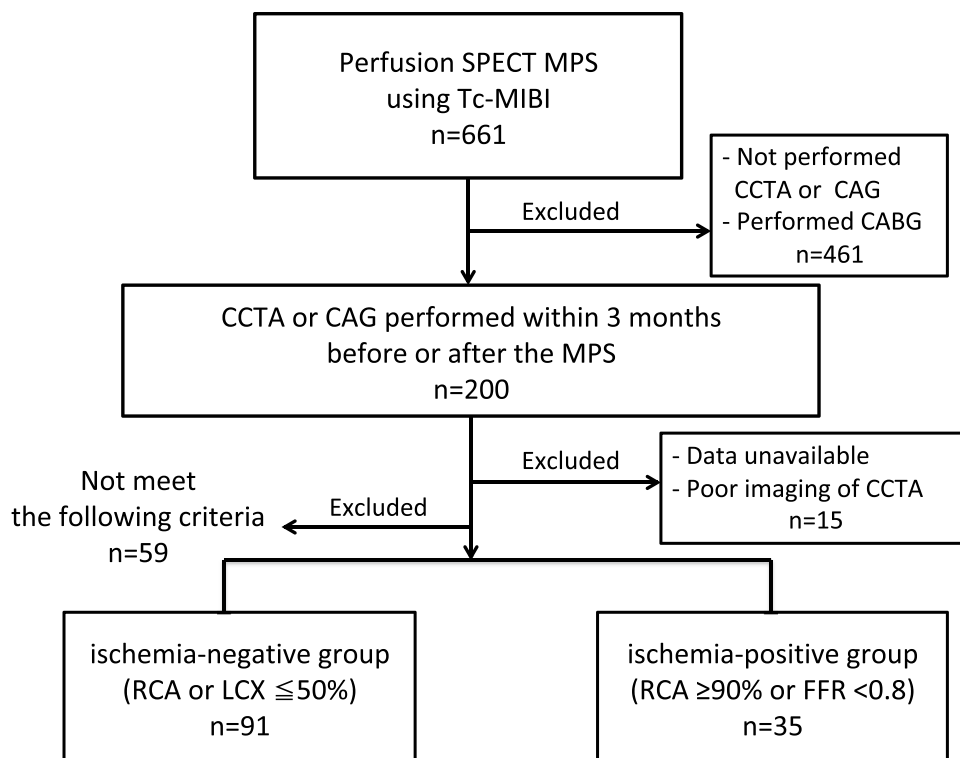 Perfusion SPECT MPS
using Tc-MIBI
n=661
Excluded
- Not performed
CCTA or CAG
- Performed CABG
n=461
CCTA or CAG performed within 3 months
before or after the MPS
n=200
Excluded
- Data unavailable
- Poor imaging of CCTA
n=15
Excluded
Not meet
the following criteria
n=59
ischemia-negative group
(RCA or LCX ≦50%)
n=91
ischemia-positive group
(RCA ≥90% or FFR <0.8)
n=35